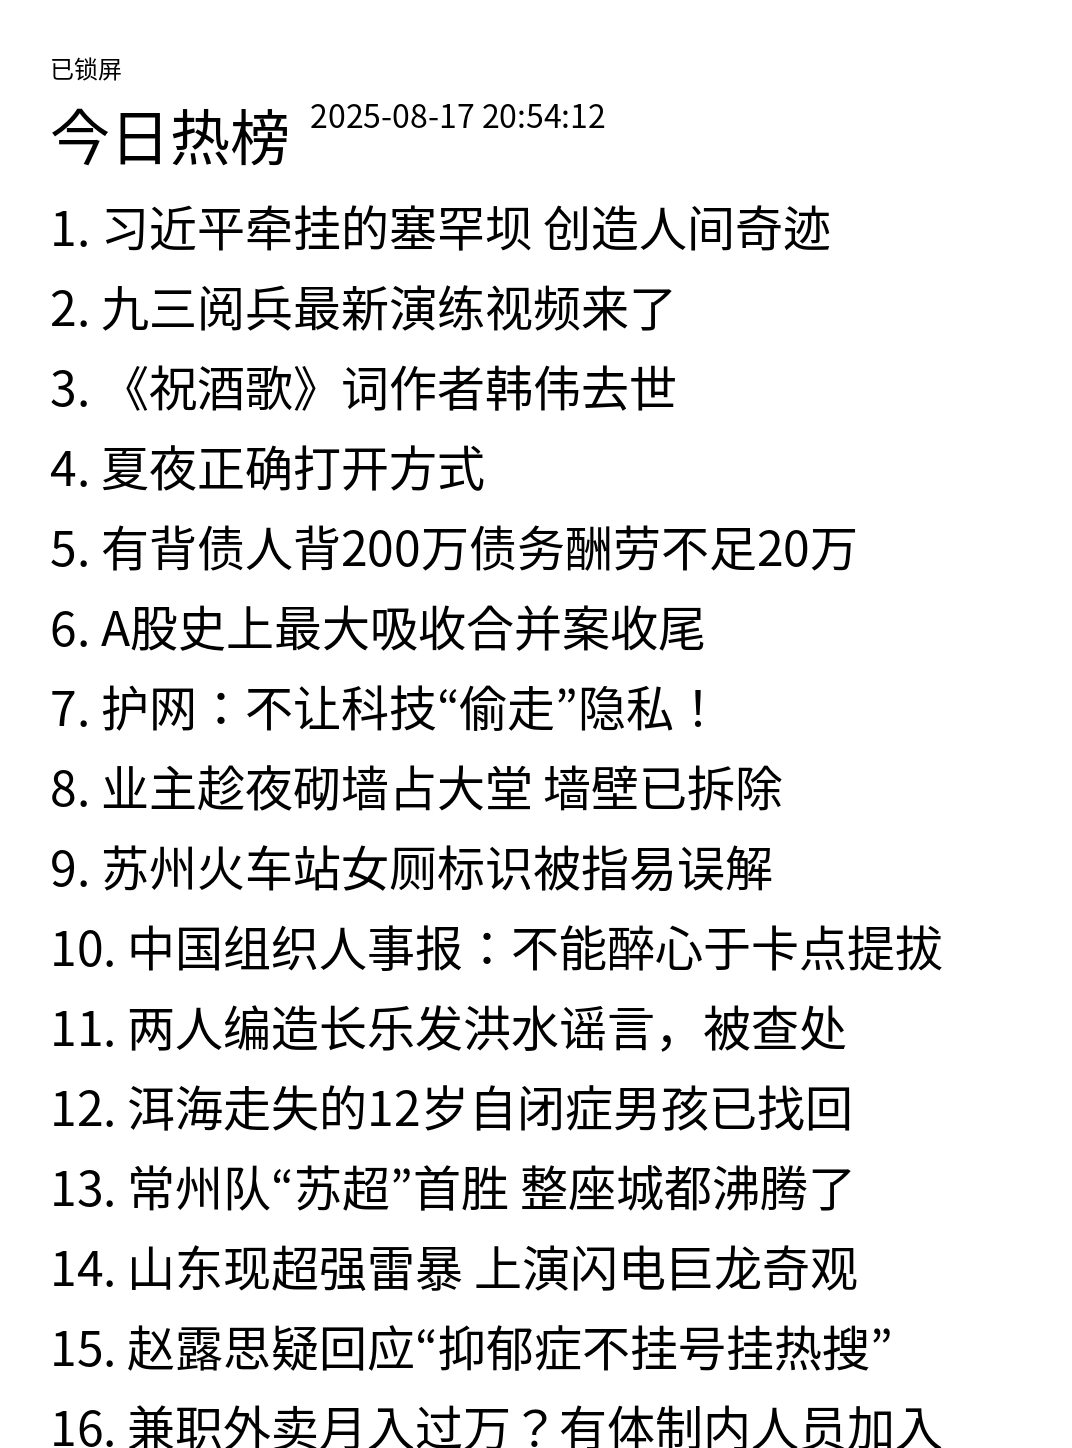 已锁屏
今日热榜 2025-08-17 20:54:12
1. 习近平牵挂的塞罕坝 创造人间奇迹
2. 九三阅兵最新演练视频来了
3. 《祝酒歌》词作者韩伟去世
4. 夏夜正确打开方式
5. 有背债人背200万债务酬劳不足20万
6. A股史上最大吸收合并案收尾
7. 护网：不让科技“偷走”隐私！
8. 业主趁夜砌墙占大堂 墙壁已拆除
9. 苏州火车站女厕标识被指易误解
10. 中国组织人事报：不能醉心于卡点提拔
11. 两人编造长乐发洪水谣言，被查处
12. 洱海走失的12岁自闭症男孩已找回
13. 常州队“苏超”首胜 整座城都沸腾了
14. 山东现超强雷暴 上演闪电巨龙奇观
15. 赵露思疑回应“抑郁症不挂号挂热搜”
16. 兼职外卖月入过万？有体制内人员加入